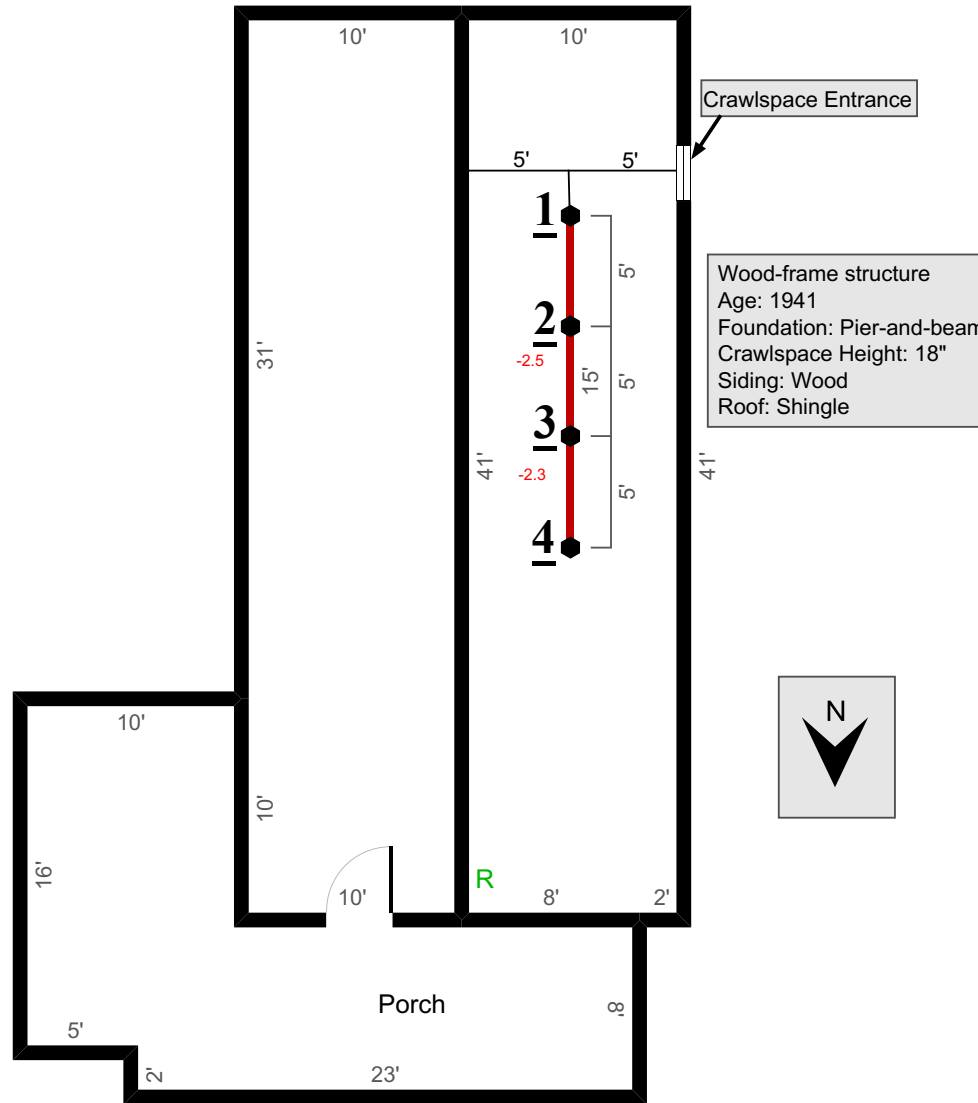 10'
10'
Crawlspace Entrance
5'
5'
1
5'
Wood-frame structure
Age: 1941
Foundation: Pier-and-beam
Crawlspace Height: 18"
Siding: Wood
Roof: Shingle
2
31'
-2.5
15'
5'
3
41'
-2.3
5'
41'
4
N
10'
10'
16'
R
10'
8'
2'
Porch
8'
5'
2'
23'